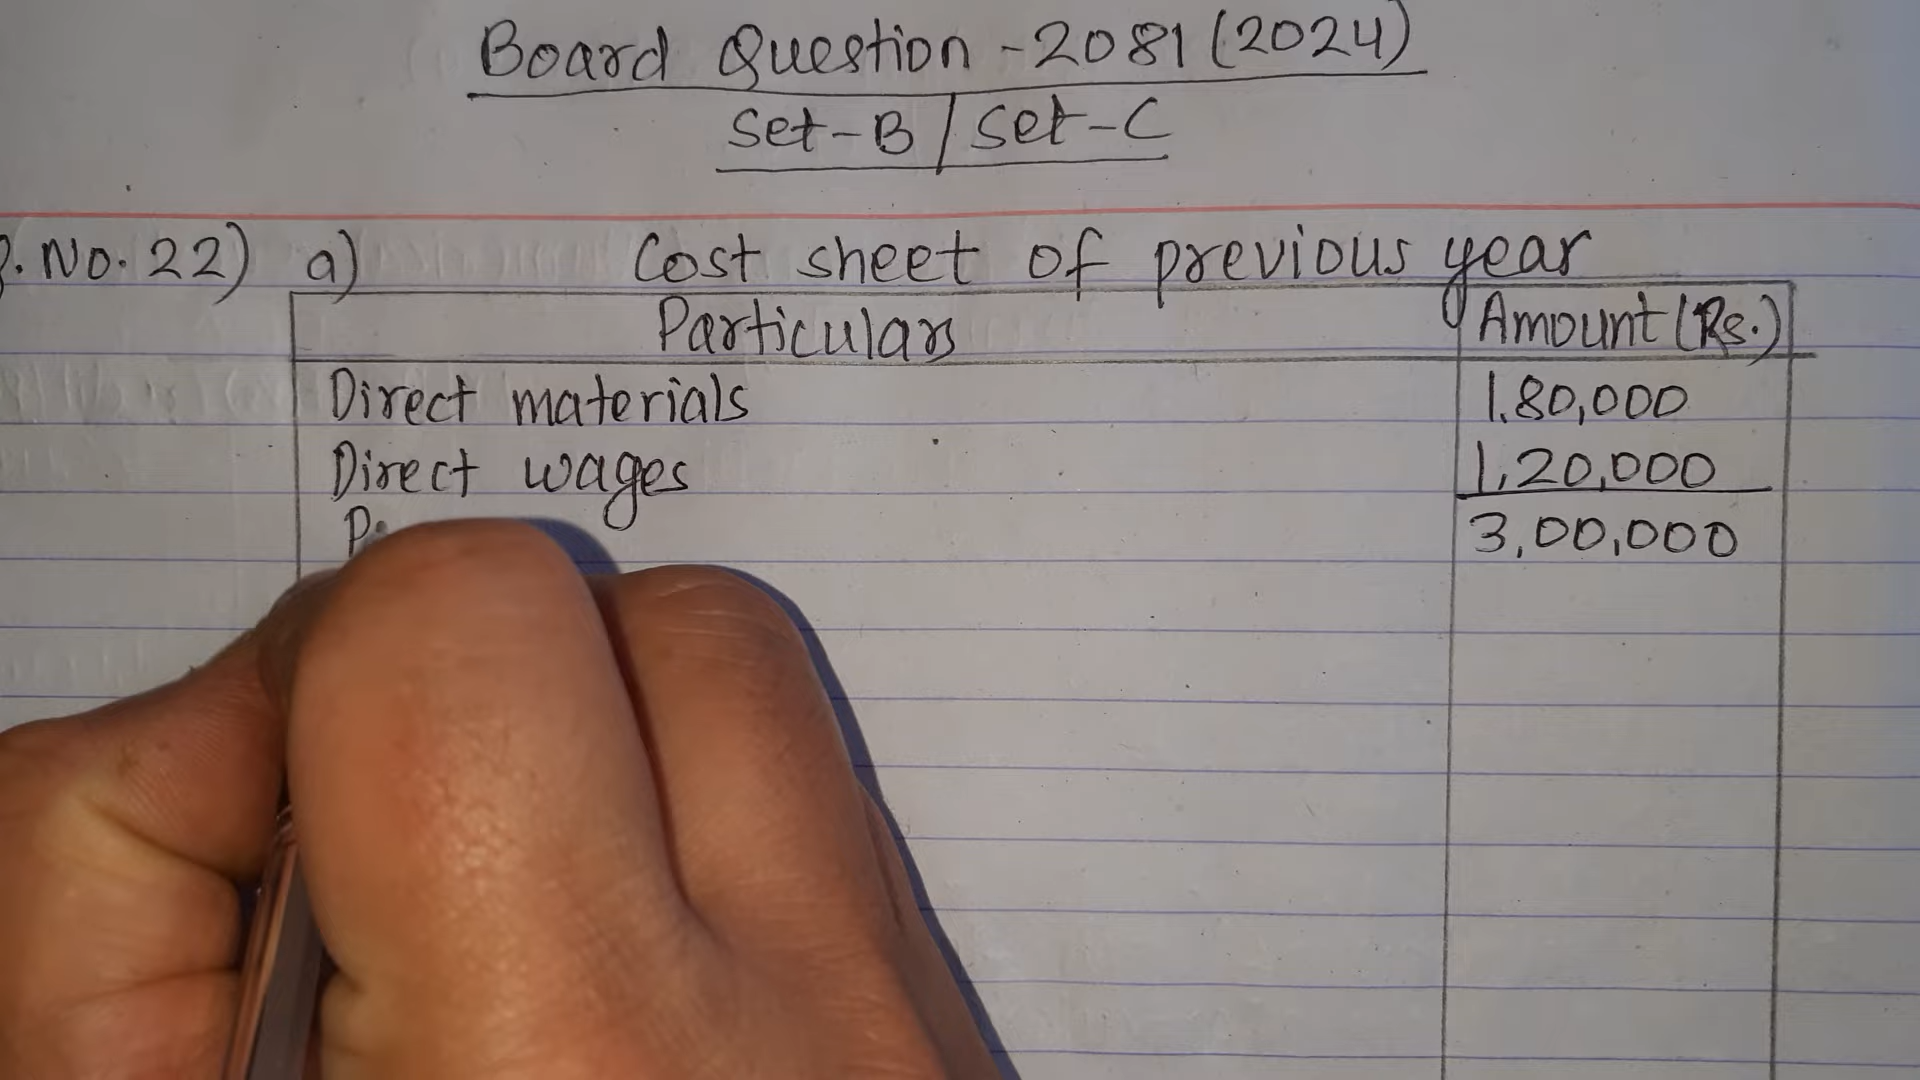 Board Question - 2081 (2024)
Set-B / Set-C
. No. 22) a) Cost sheet of previous year
Particulars Amount (Rs.)
Direct materials 1,80,000
Direct wages 1,20,000
3,00,000